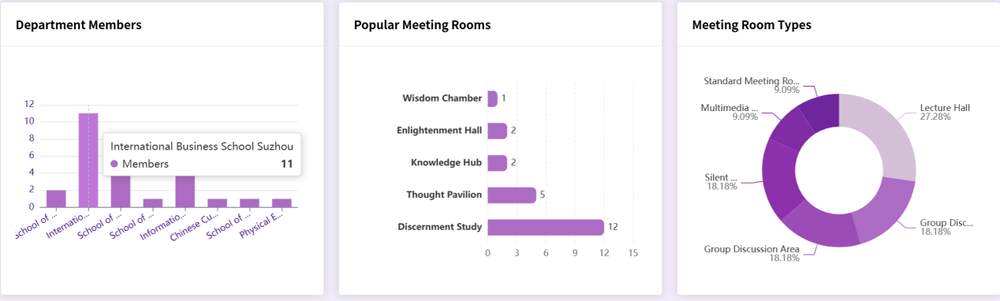 Department Members
12
10
8
6
4
2
0
International Business School Suzhou
Members 11
School of ...
Internatio...
School of ...
School of ...
Informatio...
Chinese Cu...
School of ...
Physical E...
Popular Meeting Rooms
Wisdom Chamber 1
Enlightenment Hall 2
Knowledge Hub 2
Thought Pavilion 5
Discernment Study 12
0 3 6 9 12 15
Meeting Room Types
Standard Meeting Ro...
9.09%
Multimedia ...
9.09%
Silent ...
18.18%
Group Discussion Area
18.18%
Lecture Hall
27.28%
Group Disc...
18.18%